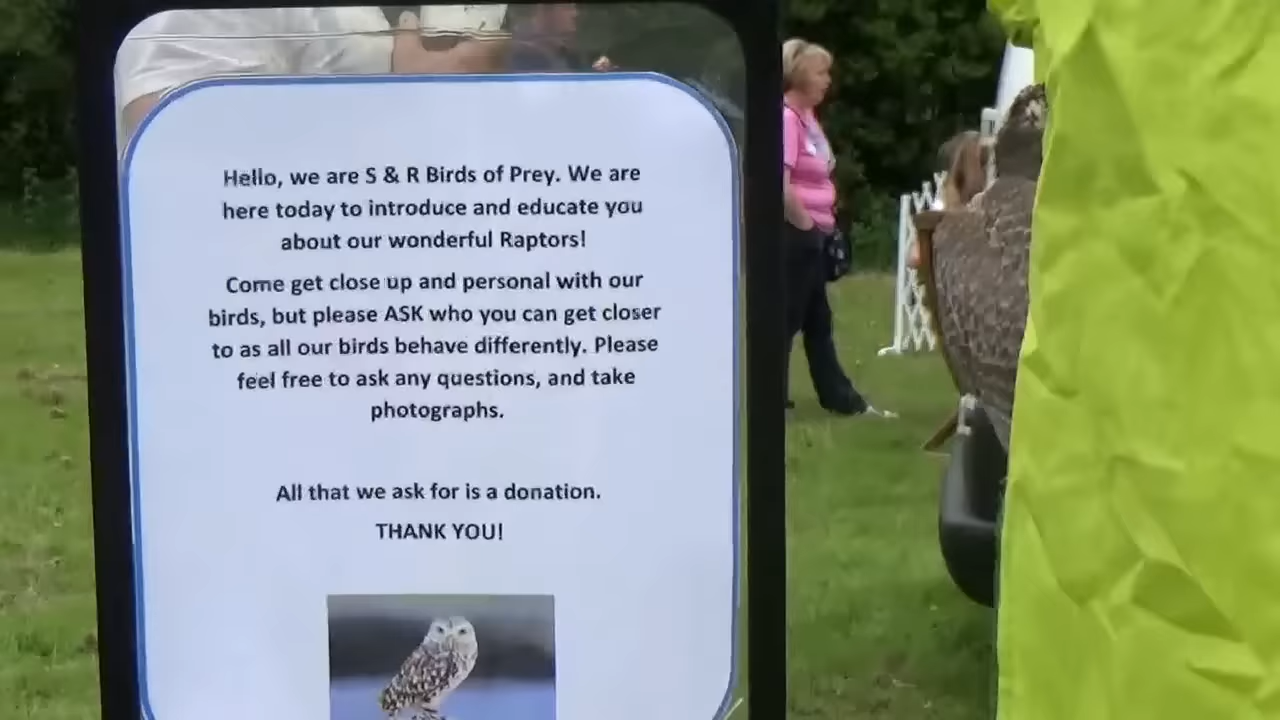 Hello, we are S & R Birds of Prey. We are
here today to introduce and educate you
about our wonderful Raptors!
Come get close up and personal with our
birds, but please ASK who you can get closer
to as all our birds behave differently. Please
feel free to ask any questions, and take
photographs.
All that we ask for is a donation.
THANK YOU!